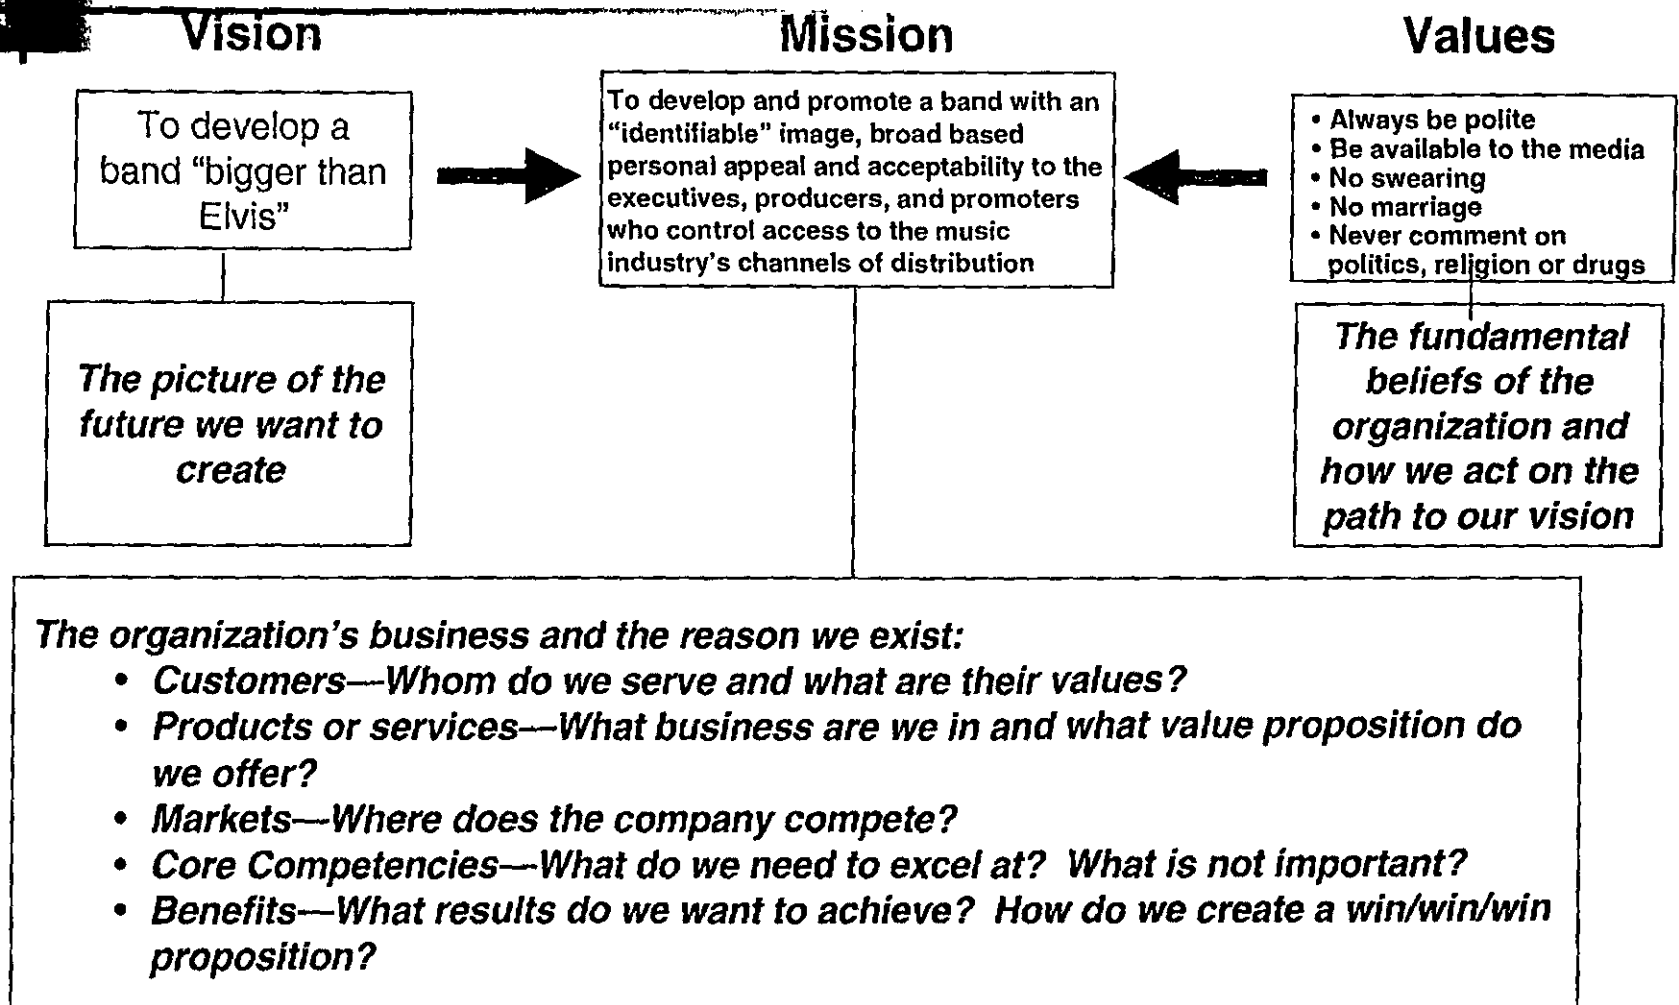 Vision
Mission
Values
To develop a
band “bigger than
Elvis”
To develop and promote a band with an
“identifiable” image, broad based
personal appeal and acceptability to the
executives, producers, and promoters
who control access to the music
industry’s channels of distribution
• Always be polite
• Be available to the media
• No swearing
• No marriage
• Never comment on
politics, religion or drugs
The picture of the
future we want to
create
The fundamental
beliefs of the
organization and
how we act on the
path to our vision
The organization’s business and the reason we exist:
• Customers—Whom do we serve and what are their values?
• Products or services—What business are we in and what value proposition do
we offer?
• Markets—Where does the company compete?
• Core Competencies—What do we need to excel at? What is not important?
• Benefits—What results do we want to achieve? How do we create a win/win/win
proposition?